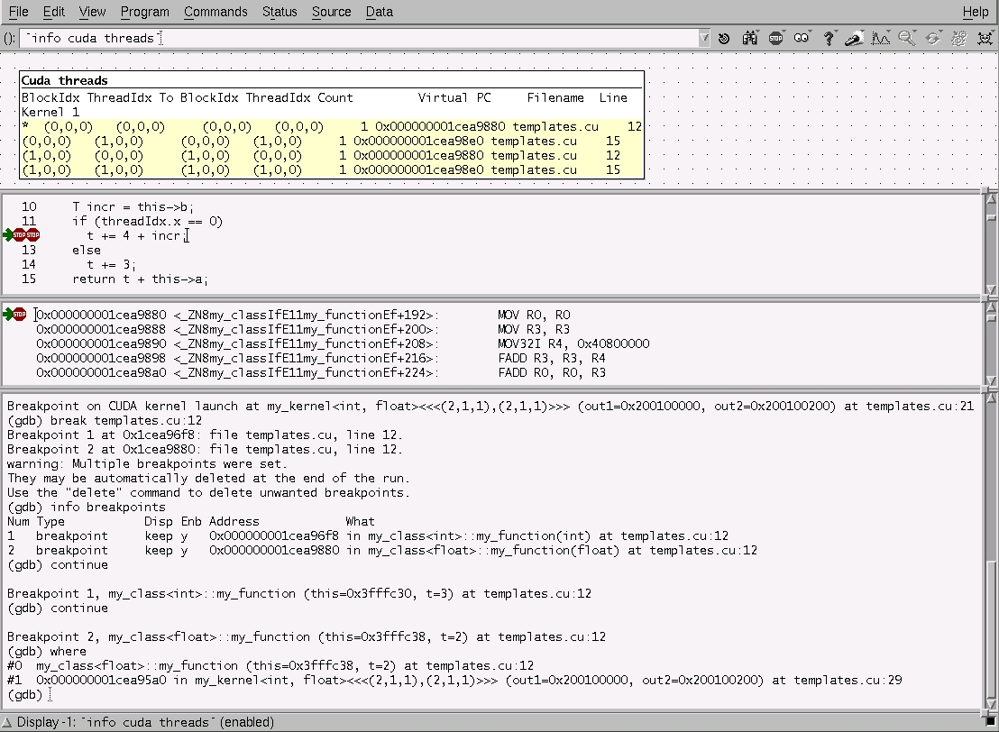 File Edit View Program Commands Status Source Data Help
(): `info cuda threads`
Cuda threads
BlockIdx ThreadIdx To BlockIdx ThreadIdx Count Virtual PC Filename Line
Kernel 1
* (0,0,0) (0,0,0) (0,0,0) (0,0,0) 1 0x000000001cea9880 templates.cu 12
(0,0,0) (1,0,0) (0,0,0) (1,0,0) 1 0x000000001cea98e0 templates.cu 15
(1,0,0) (0,0,0) (1,0,0) (0,0,0) 1 0x000000001cea9880 templates.cu 12
(1,0,0) (1,0,0) (1,0,0) (1,0,0) 1 0x000000001cea98e0 templates.cu 15
10 T incr = this->b;
11 if (threadIdx.x == 0)
STOP STOP t += 4 + incr;
13 else
14 t += 3;
15 return t + this->a;
STOP 0x000000001cea9880 <_ZN8my_classIfE11my_functionEf+192>: MOV R0, R0
0x000000001cea9888 <_ZN8my_classIfE11my_functionEf+200>: MOV R3, R3
0x000000001cea9890 <_ZN8my_classIfE11my_functionEf+208>: MOV32I R4, 0x40800000
0x000000001cea9898 <_ZN8my_classIfE11my_functionEf+216>: FADD R3, R3, R4
0x000000001cea98a0 <_ZN8my_classIfE11my_functionEf+224>: FADD R0, R0, R3
Breakpoint on CUDA kernel launch at my_kernel<int, float><<<(2,1,1),(2,1,1)>>> (out1=0x200100000, out2=0x200100200) at templates.cu:21
(gdb) break templates.cu:12
Breakpoint 1 at 0x1cea96f8: file templates.cu, line 12.
Breakpoint 2 at 0x1cea9880: file templates.cu, line 12.
warning: Multiple breakpoints were set.
They may be automatically deleted at the end of the run.
Use the "delete" command to delete unwanted breakpoints.
(gdb) info breakpoints
Num Type Disp Enb Address What
1 breakpoint keep y 0x000000001cea96f8 in my_class<int>::my_function(int) at templates.cu:12
2 breakpoint keep y 0x000000001cea9880 in my_class<float>::my_function(float) at templates.cu:12
(gdb) continue
Breakpoint 1, my_class<int>::my_function (this=0x3fffc30, t=3) at templates.cu:12
(gdb) continue
Breakpoint 2, my_class<float>::my_function (this=0x3fffc38, t=2) at templates.cu:12
(gdb) where
#0 my_class<float>::my_function (this=0x3fffc38, t=2) at templates.cu:12
#1 0x000000001cea95a0 in my_kernel<int, float><<<(2,1,1),(2,1,1)>>> (out1=0x200100000, out2=0x200100200) at templates.cu:29
(gdb)
Display -1: `info cuda threads` (enabled)